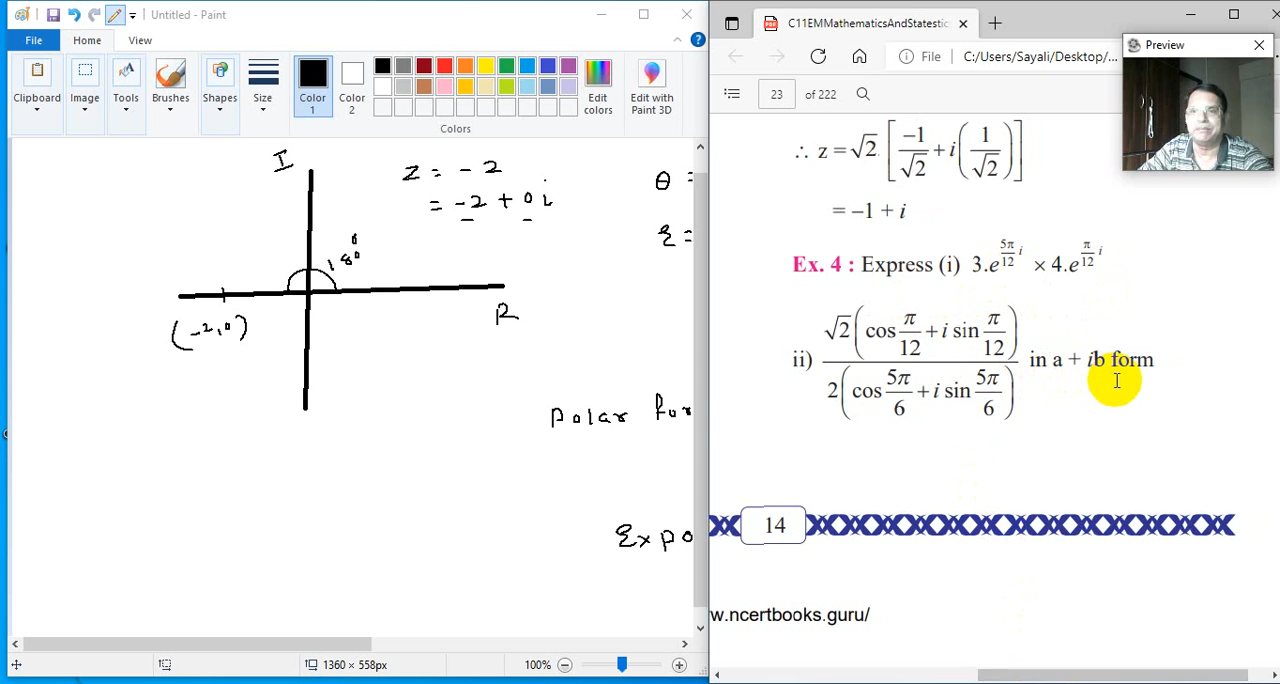 Untitled - Paint
File Home View
Clipboard Image Tools Brushes Shapes Size Color 1 Color 2 Edit colors Edit with Paint 3D
Colors
I
z = - 2
= -2 + 0 i
θ =
180°
R
(-2,0)
Polar For
Expo
1360 × 558px 100%
Preview
C11EMMathematicsAndStatestic
File C:/Users/Sayali/Desktop/...
23 of 222
∴ z = √2 [ -1/√2 + i ( 1/√2 ) ]
= –1 + i
Ex. 4 : Express (i) 3.e^(5π/12 i) × 4.e^(π/12 i)
ii) √2 ( cos π/12 + i sin π/12 ) / 2 ( cos 5π/6 + i sin 5π/6 ) in a + ib form
14
w.ncertbooks.guru/